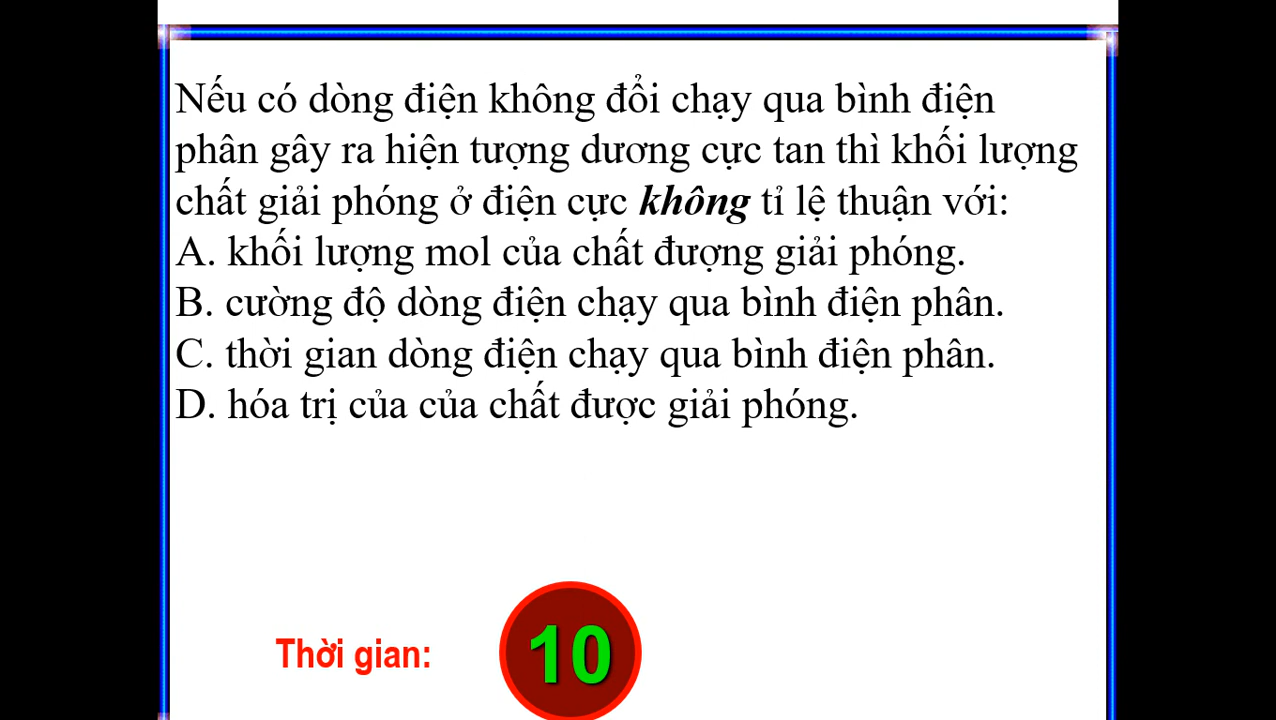 Nếu có dòng điện không đổi chạy qua bình điện
phân gây ra hiện tượng dương cực tan thì khối lượng
chất giải phóng ở điện cực không tỉ lệ thuận với:
A. khối lượng mol của chất đượng giải phóng.
B. cường độ dòng điện chạy qua bình điện phân.
C. thời gian dòng điện chạy qua bình điện phân.
D. hóa trị của của chất được giải phóng.
Thời gian: 10